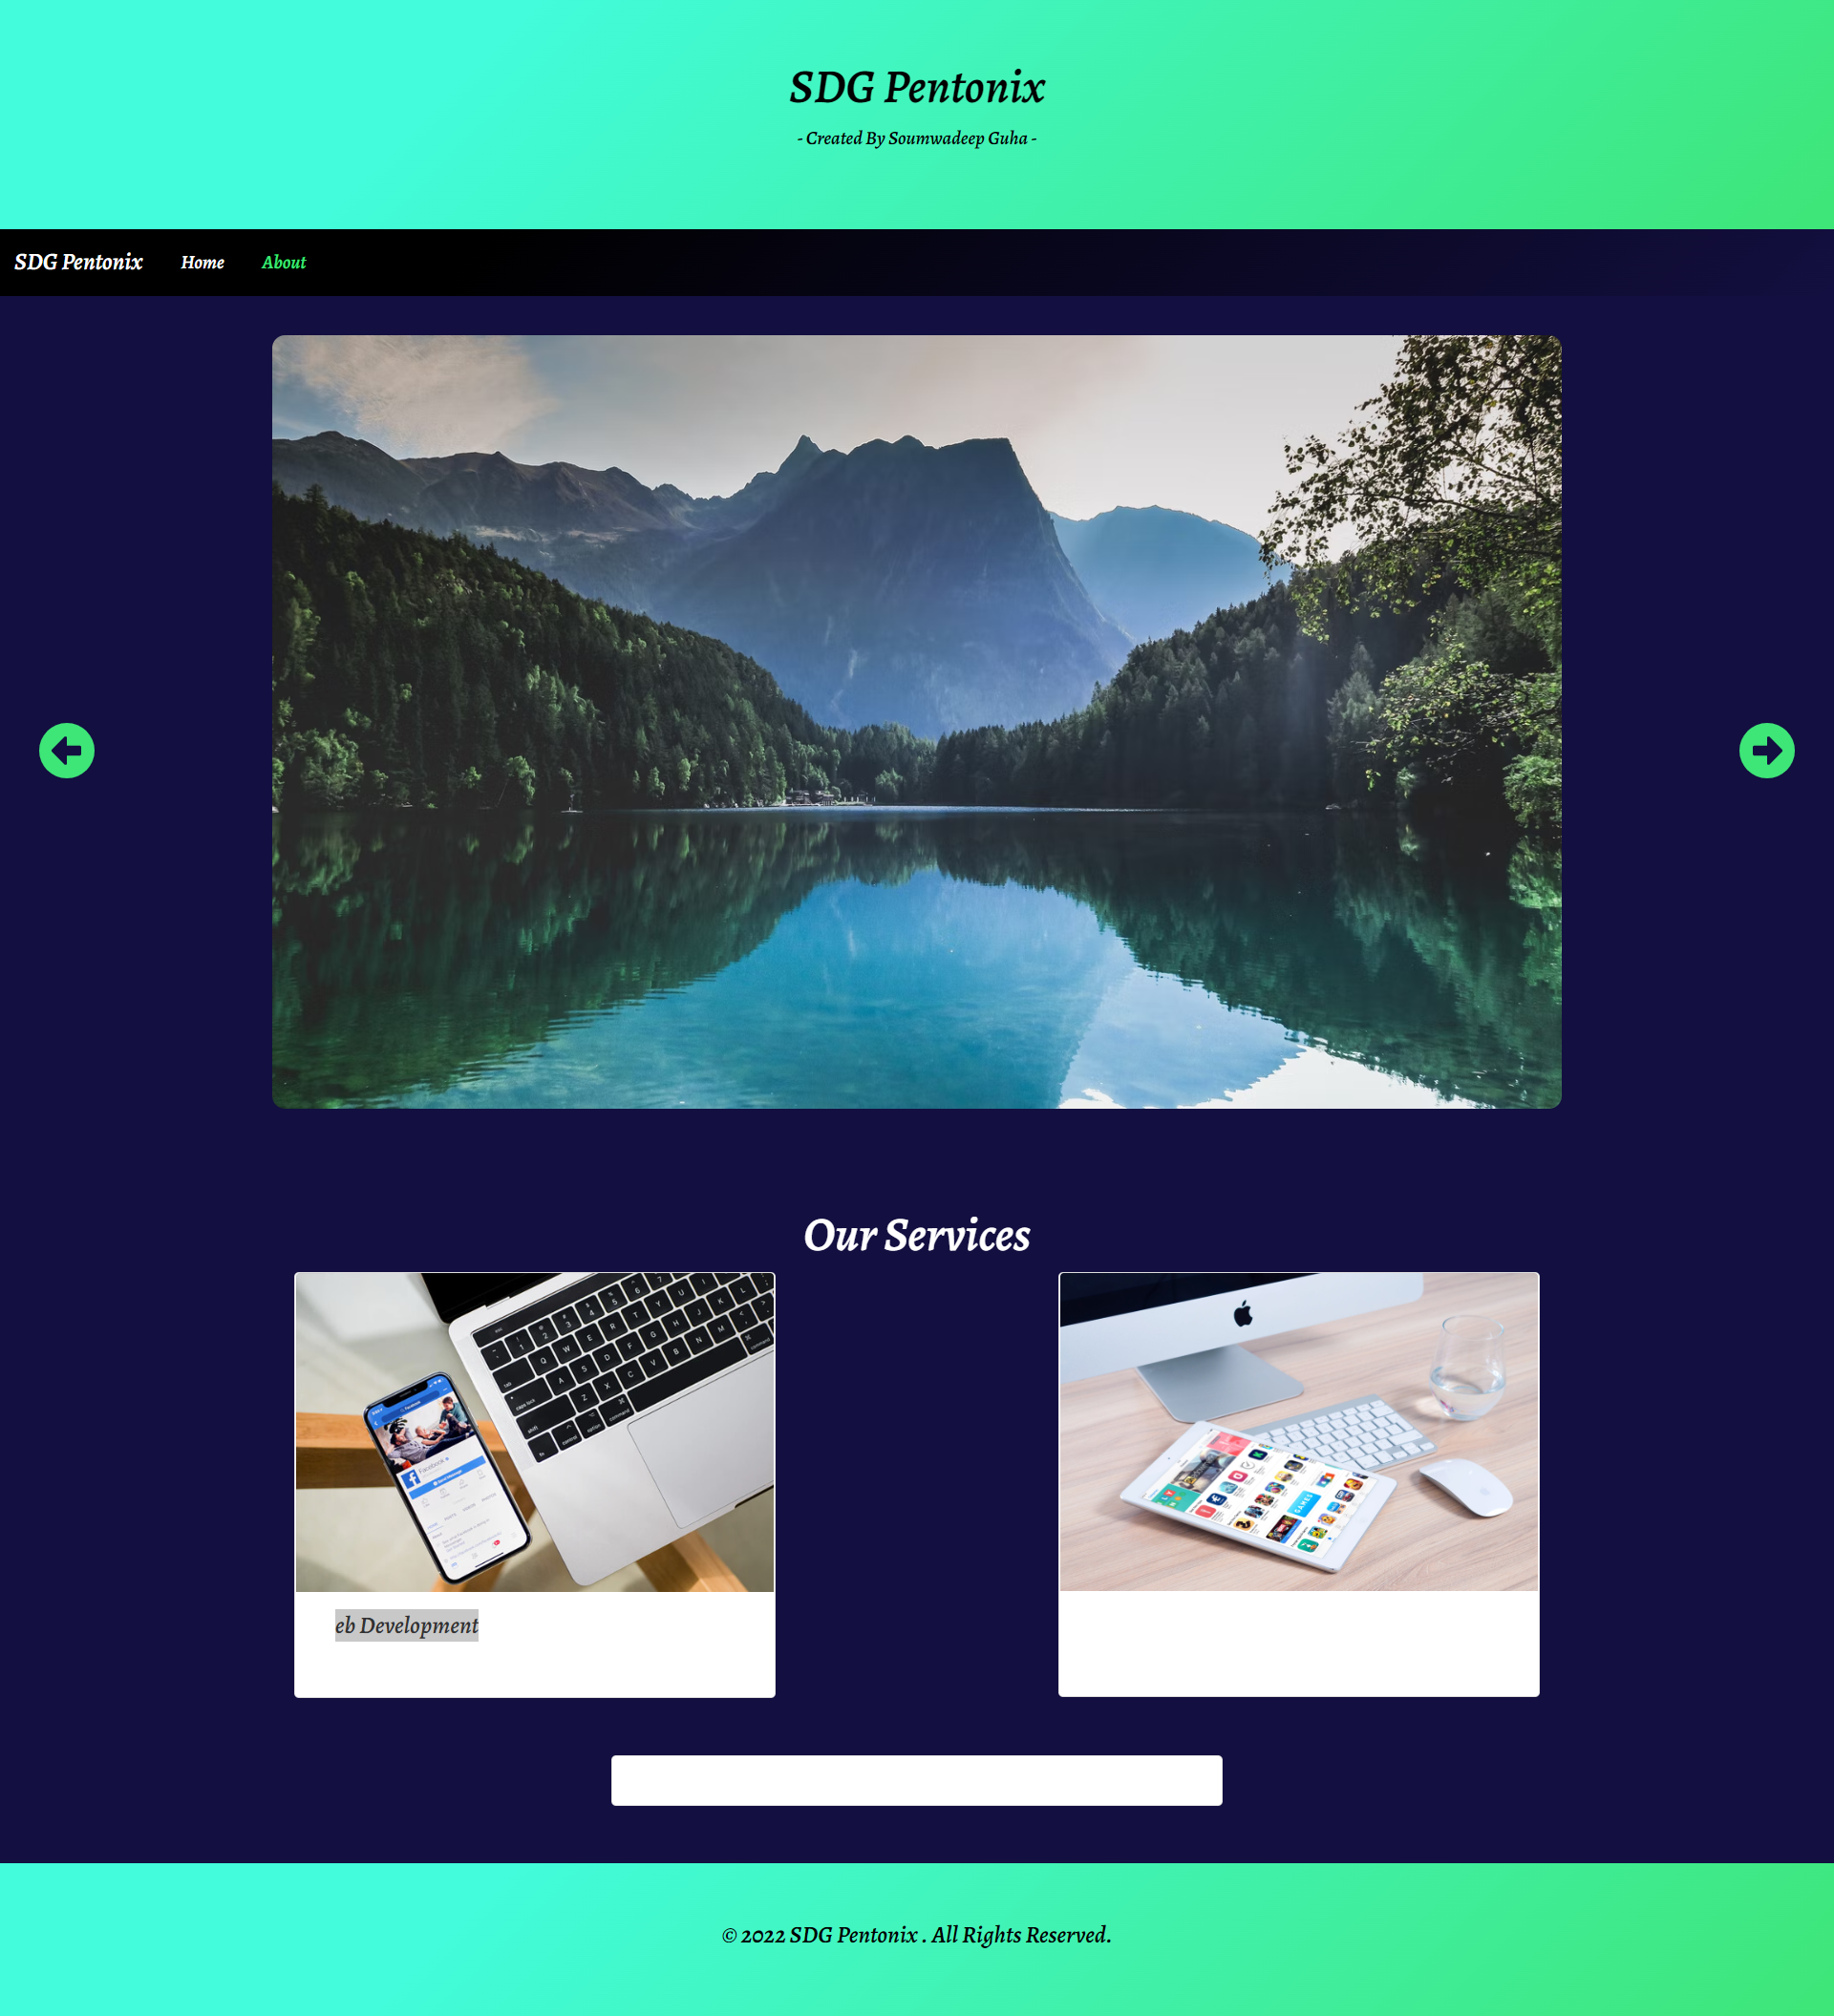 SDG Pentonix
- Created By Soumwadeep Guha -
SDG Pentonix Home About
Our Services
eb Development
© 2022 SDG Pentonix . All Rights Reserved.